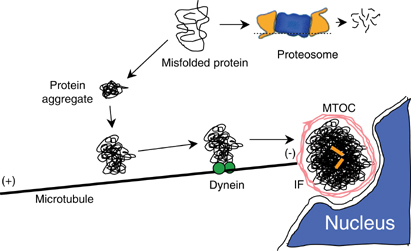 Misfolded protein
Proteosome
Protein
aggregate
MTOC
(+)
Microtubule
Dynein
(-)
IF
Nucleus